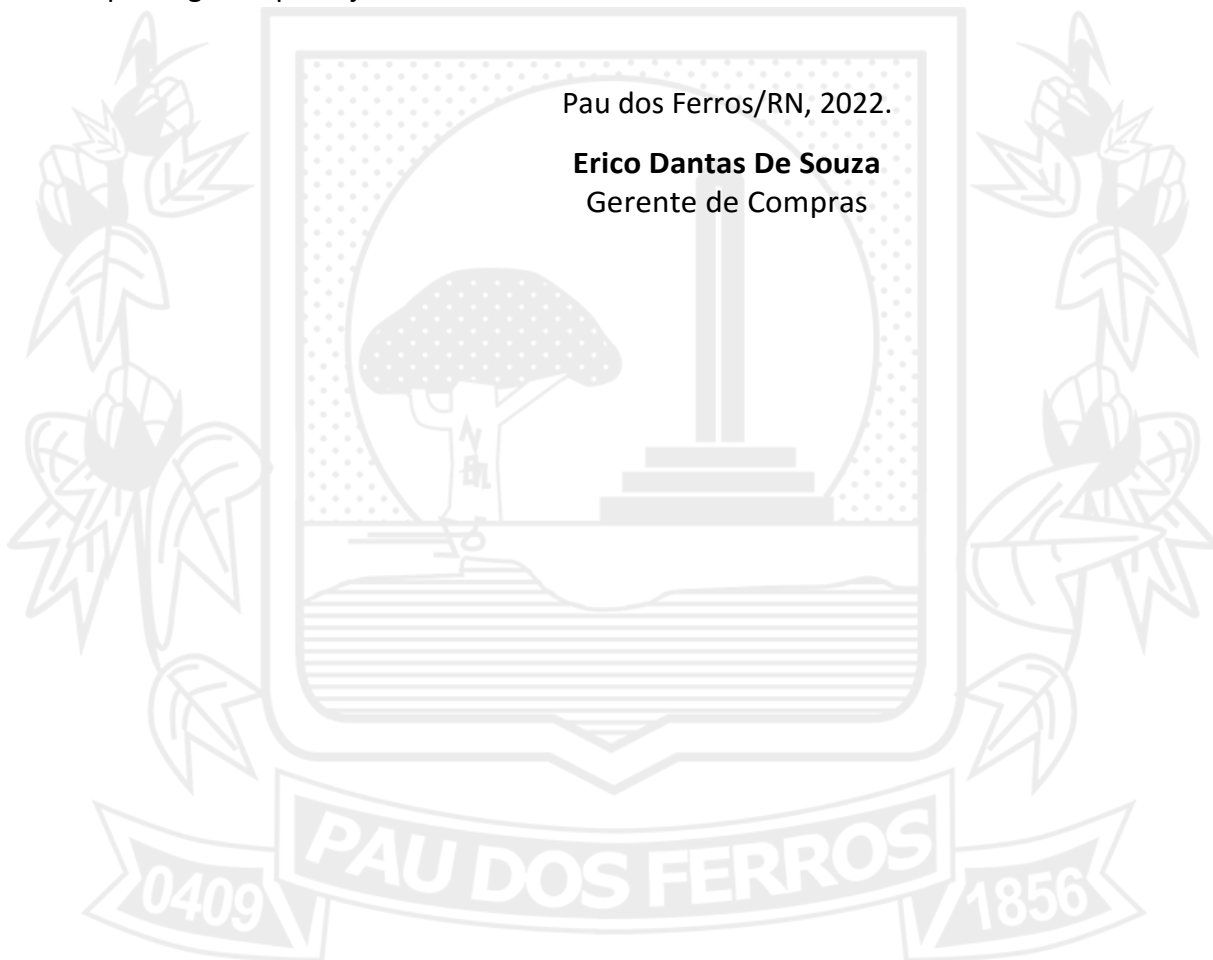 Pau dos Ferros/RN, 2022.
Erico Dantas De Souza
Gerente de Compras
PAU DOS FERROS
0409
1856